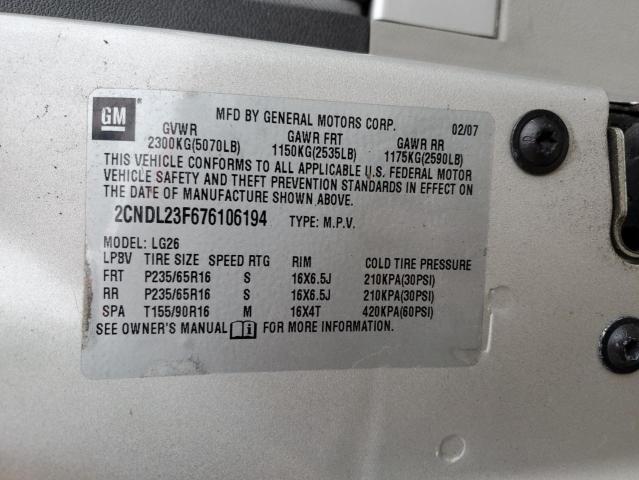 GM
MFD BY GENERAL MOTORS CORP. 02/07
GVWR GAWR FRT GAWR RR
2300KG(5070LB) 1150KG(2535LB) 1175KG(2590LB)
THIS VEHICLE CONFORMS TO ALL APPLICABLE U.S. FEDERAL MOTOR
VEHICLE SAFETY AND THEFT PREVENTION STANDARDS IN EFFECT ON
THE DATE OF MANUFACTURE SHOWN ABOVE.
2CNDL23F676106194 TYPE: M.P.V.
MODEL: LG26
LPBV TIRE SIZE SPEED RTG RIM COLD TIRE PRESSURE
FRT P235/65R16 S 16X6.5J 210KPA(30PSI)
RR P235/65R16 S 16X6.5J 210KPA(30PSI)
SPA T155/90R16 M 16X4T 420KPA(60PSI)
SEE OWNER'S MANUAL FOR MORE INFORMATION.